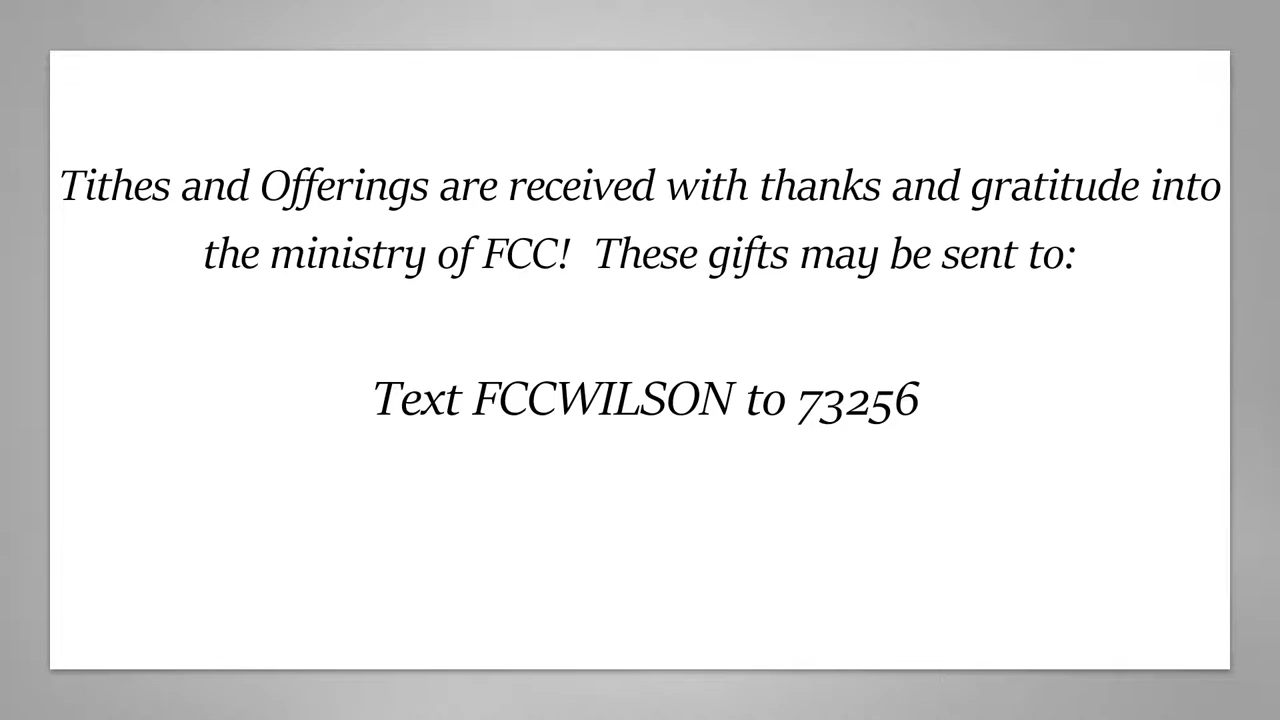 Tithes and Offerings are received with thanks and gratitude into
the ministry of FCC!  These gifts may be sent to:
Text FCCWILSON to 73256